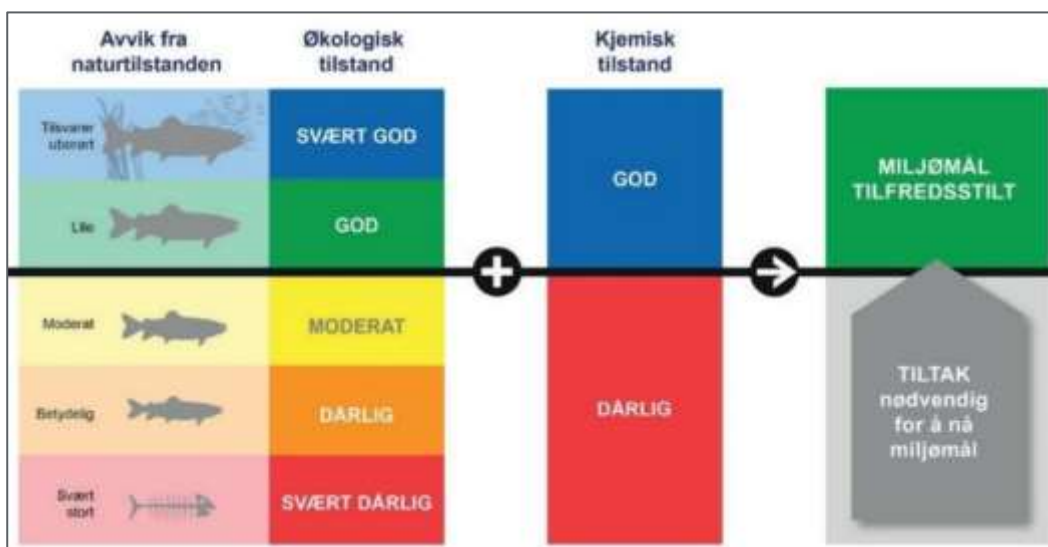 Avvik fra
naturtilstanden
Økologisk
tilstand
Kjemisk
tilstand
Tilsvarer
uberørt
SVÆRT GOD
GOD
MILJØMÅL
TILFREDSSTILT
Lite
GOD
Moderat
MODERAT
Betydelig
DÅRLIG
DÅRLIG
TILTAK
nødvendig
for å nå
miljømål
Svært
stort
SVÆRT DÅRLIG